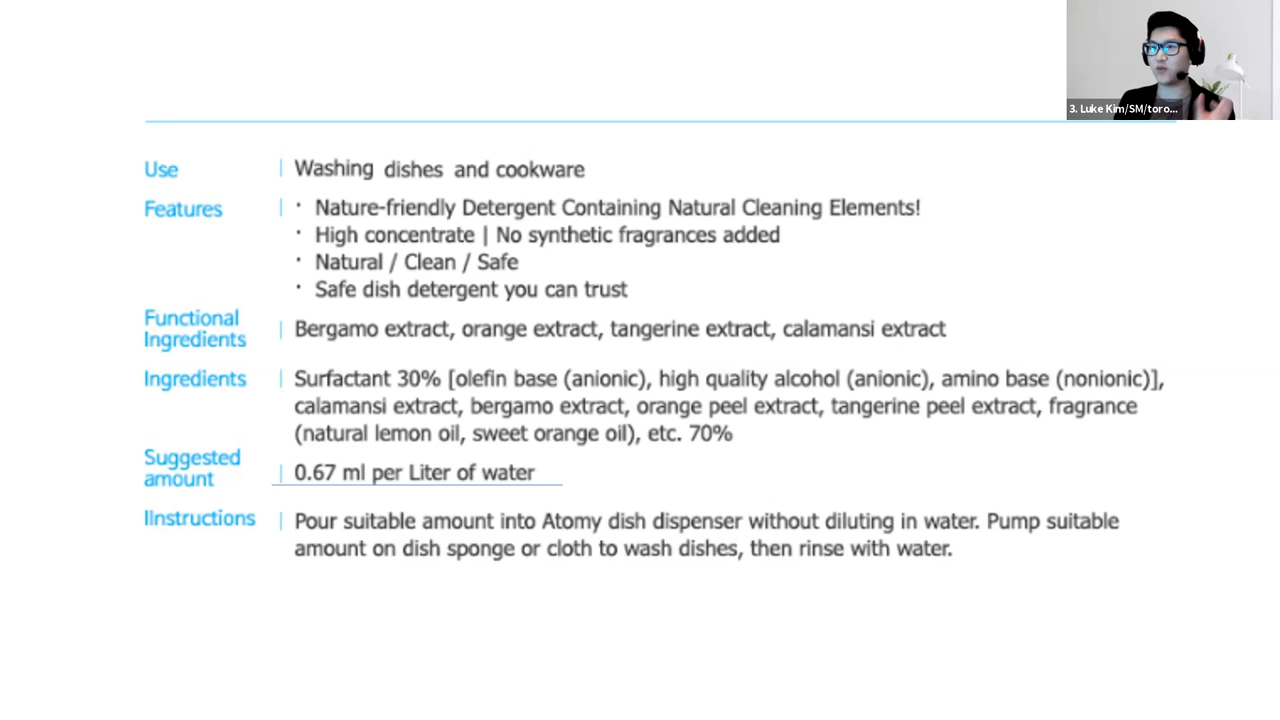 3. Luke Kim/SM/toro...
Use
Washing dishes and cookware
Features
· Nature-friendly Detergent Containing Natural Cleaning Elements!
· High concentrate | No synthetic fragrances added
· Natural / Clean / Safe
· Safe dish detergent you can trust
Functional
Ingredients
Bergamo extract, orange extract, tangerine extract, calamansi extract
Ingredients
Surfactant 30% [olefin base (anionic), high quality alcohol (anionic), amino base (nonionic)],
calamansi extract, bergamo extract, orange peel extract, tangerine peel extract, fragrance
(natural lemon oil, sweet orange oil), etc. 70%
Suggested
amount
0.67 ml per Liter of water
IInstructions
Pour suitable amount into Atomy dish dispenser without diluting in water. Pump suitable
amount on dish sponge or cloth to wash dishes, then rinse with water.